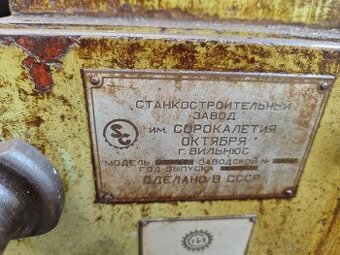 СТАНКОСТРОИТЕЛЬНЫЙ
ЗАВОД
им. СОРОКАЛЕТИЯ
ОКТЯБРЯ
г. ВИЛЬНЮС
МОДЕЛЬ ЗАВОДСКОЙ №
ГОД ВЫПУСКА
СДЕЛАНО В СССР